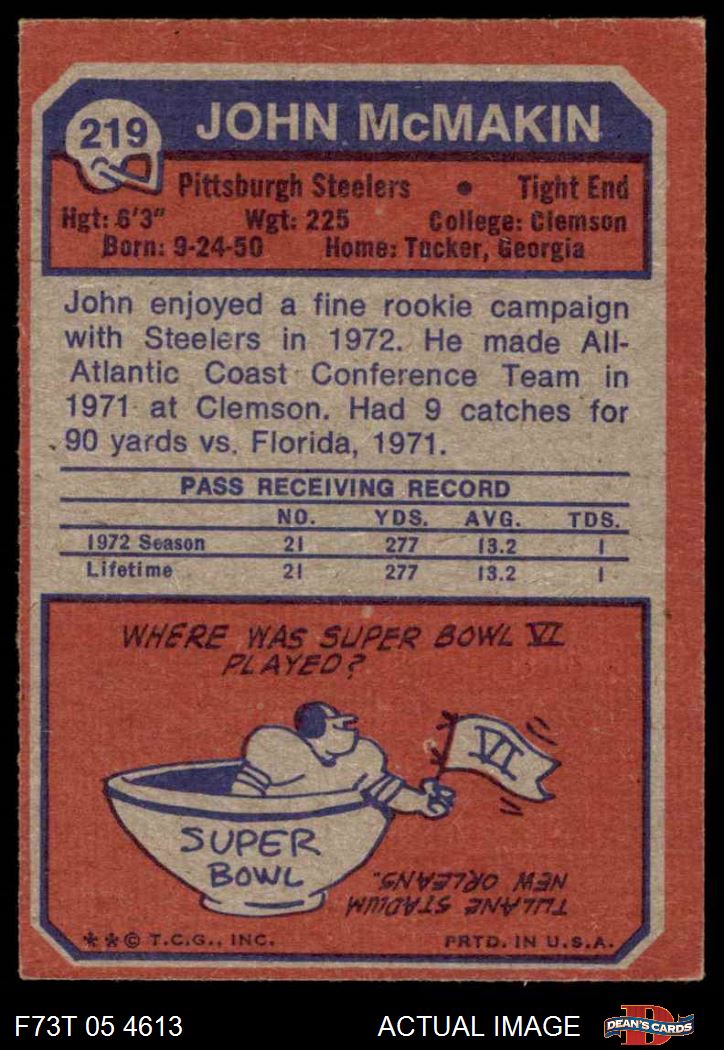 219
JOHN McMAKIN
Pittsburgh Steelers • Tight End
Hgt: 6'3" Wgt: 225 College: Clemson
Born: 9-24-50 Home: Tucker, Georgia
John enjoyed a fine rookie campaign
with Steelers in 1972. He made All-
Atlantic Coast Conference Team in
1971 at Clemson. Had 9 catches for
90 yards vs. Florida, 1971.
PASS RECEIVING RECORD
NO. YDS. AVG. TDS.
1972 Season 21 277 13.2 1
Lifetime 21 277 13.2 1
WHERE WAS SUPER BOWL VI
PLAYED?
VI
SUPER
BOWL
TULANE STADIUM
NEW ORLEANS.
**© T.C.G., INC. PRTD. IN U.S.A.
F73T 05 4613 ACTUAL IMAGE
D
DEAN'S CARDS